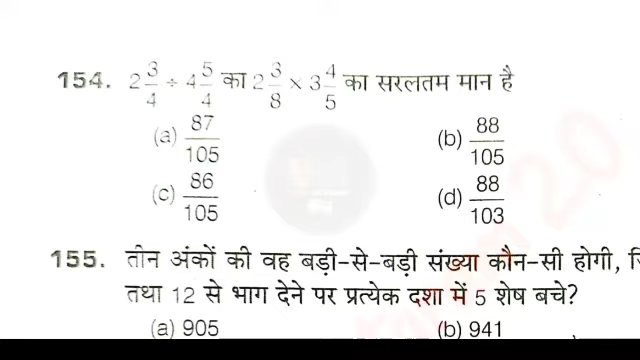 154. 2 3/4 ÷ 4 5/4 का 2 3/8 × 3 4/5 का सरलतम मान है
(a) 87/105 (b) 88/105
(c) 86/105 (d) 88/103
155. तीन अंकों की वह बड़ी-से-बड़ी संख्या कौन-सी होगी,
तथा 12 से भाग देने पर प्रत्येक दशा में 5 शेष बचे?
(a) 905 (b) 941